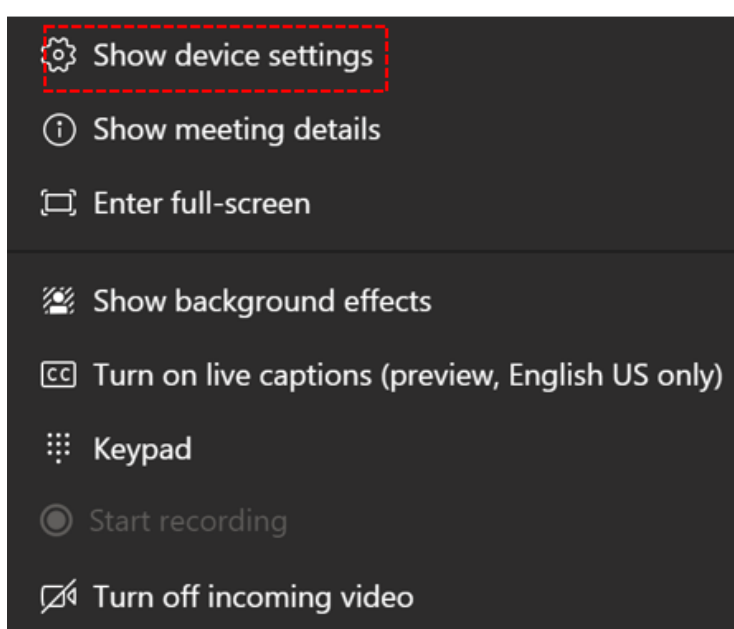 Show device settings
Show meeting details
Enter full-screen
Show background effects
CC Turn on live captions (preview, English US only)
Keypad
Start recording
Turn off incoming video